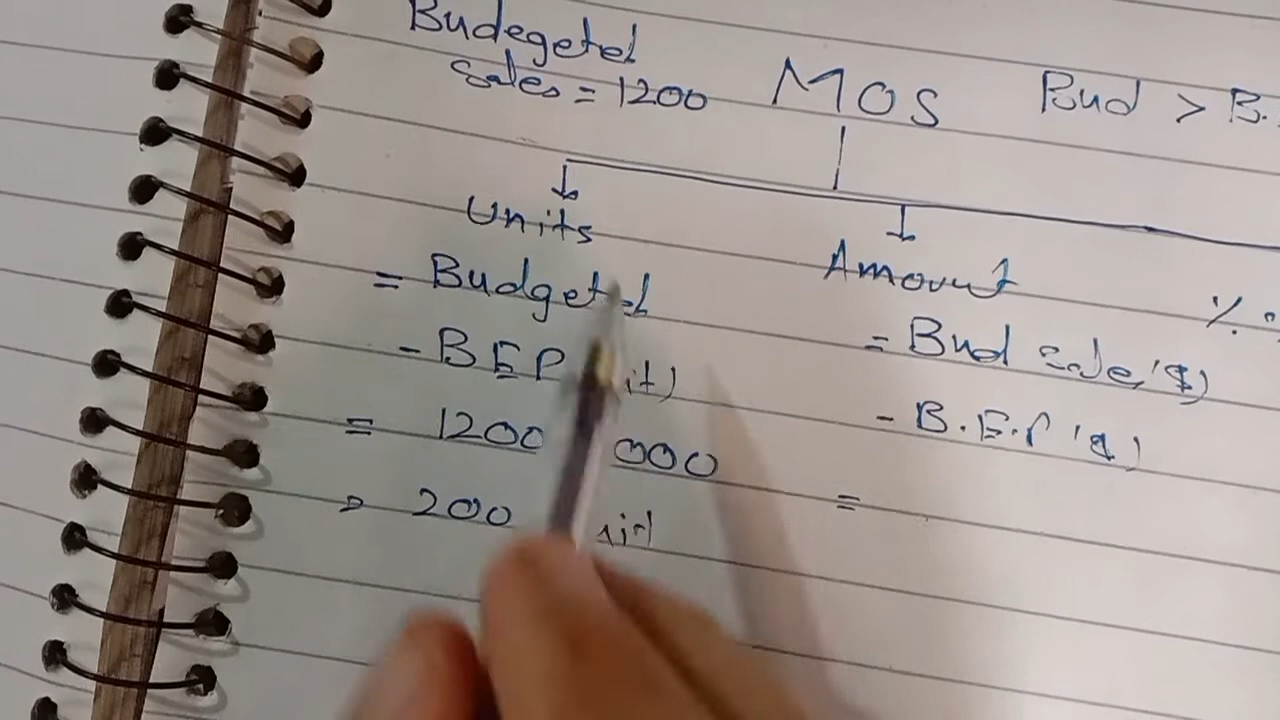 Budegeted
Sales = 1200
MOS
Bud > B.
Units
= Budgeted
- BEP
= 1200 000
200
Amount
= Bud Sale ($)
- B.E.P ($)
=
%